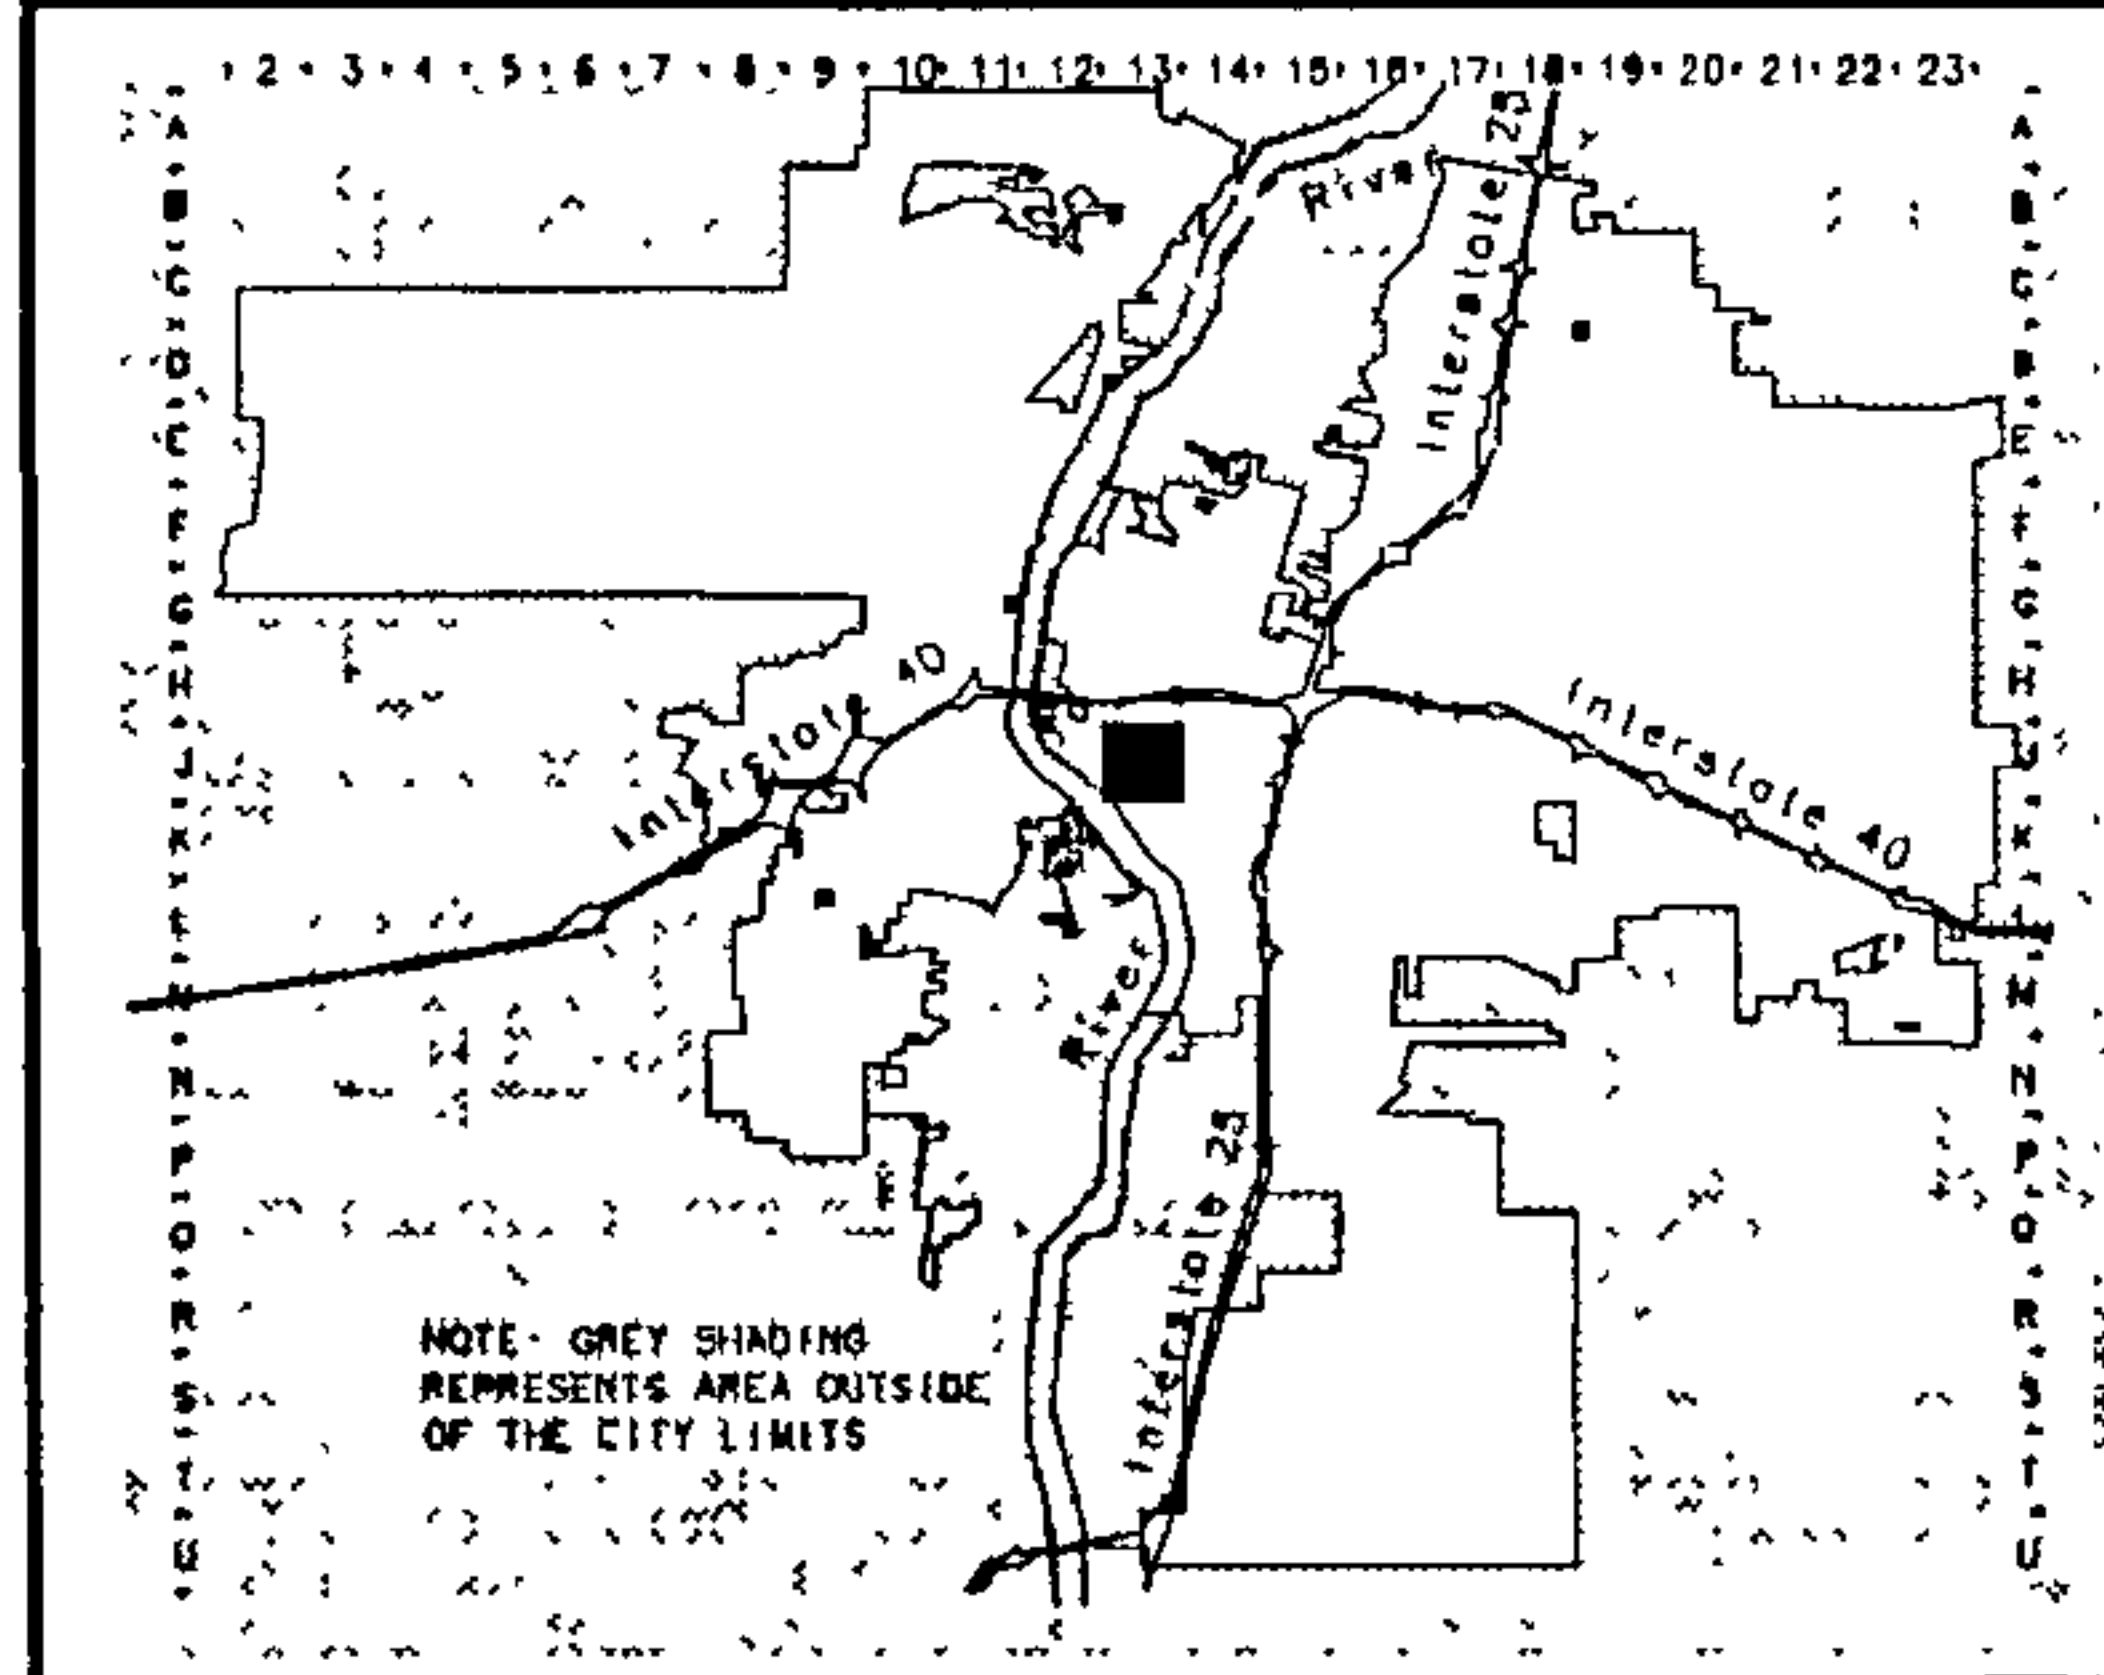 2 3 4 5 6 7 8 9 10 11 12 13 14 15 16 17 18 19 20 21 22 23
A A
B B
C C
D D
E E
F F
G G
H H
J J
K K
L L
M M
N N
P P
Q Q
R R
S S
T T
U U
River
Interstate 25
Interstate 40
Interstate 40
River
Interstate 25
NOTE: GREY SHADING
REPRESENTS AREA OUTSIDE
OF THE CITY LIMITS